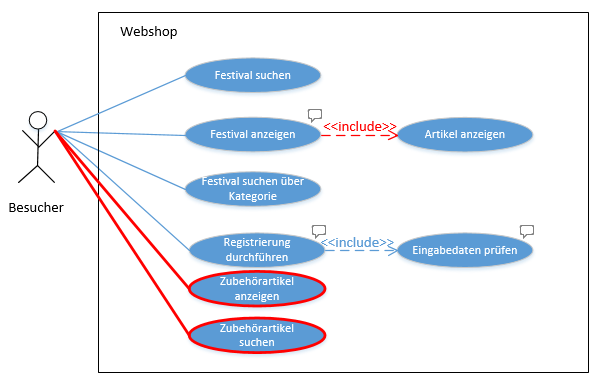 Webshop
Festival suchen
Festival anzeigen
<<include>>
Artikel anzeigen
Besucher
Festival suchen über
Kategorie
Registrierung
durchführen
<<include>>
Eingabedaten prüfen
Zubehörartikel
anzeigen
Zubehörartikel
suchen